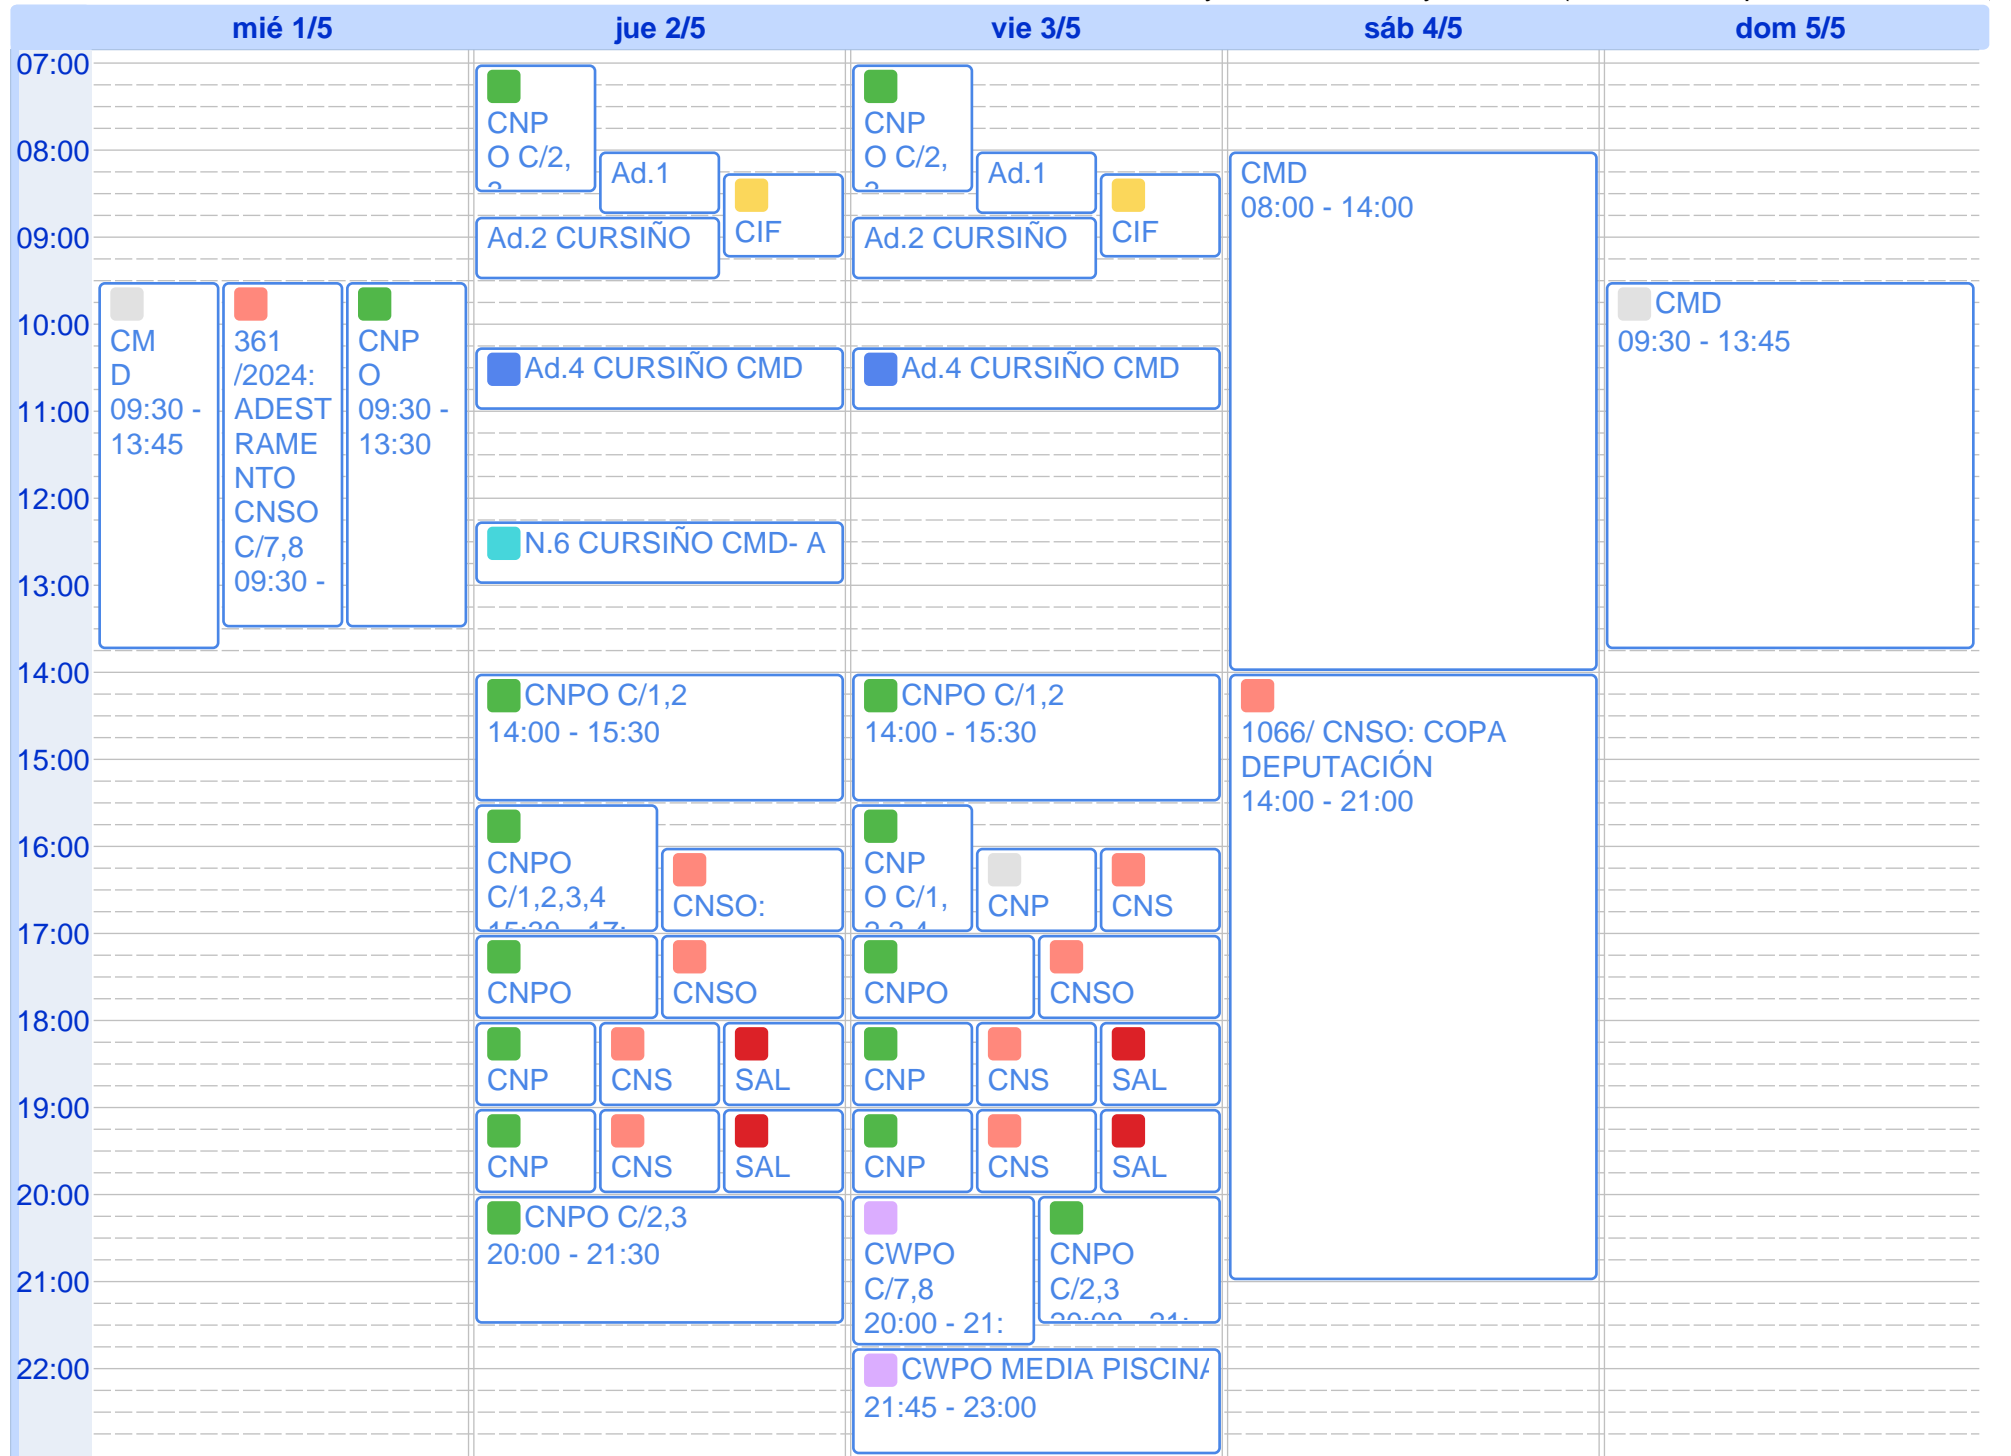 mié 1/5
jue 2/5
vie 3/5
sáb 4/5
dom 5/5
07:00
08:00
09:00
10:00
11:00
12:00
13:00
14:00
15:00
16:00
17:00
18:00
19:00
20:00
21:00
22:00
CM
D
09:30 -
13:45
361
/2024:
ADEST
RAME
NTO
CNSO
C/7,8
09:30 -
CNP
O
09:30 -
13:30
CNP
O C/2,
Ad.1
CIF
Ad.2 CURSIÑO
Ad.4 CURSIÑO CMD
N.6 CURSIÑO CMD- A
CNPO C/1,2
14:00 - 15:30
CNPO
C/1,2,3,4
15:30 - 17:
CNSO:
CNPO
CNSO
CNP
CNS
SAL
CNP
CNS
SAL
CNPO C/2,3
20:00 - 21:30
CNP
O C/2,
Ad.1
CIF
Ad.2 CURSIÑO
Ad.4 CURSIÑO CMD
CNPO C/1,2
14:00 - 15:30
CNP
O C/1,
2,3,4
CNP
CNS
CNPO
CNSO
CNP
CNS
SAL
CNP
CNS
SAL
CWPO
C/7,8
20:00 - 21:
CNPO
C/2,3
20:00 - 21:
CWPO MEDIA PISCINA
21:45 - 23:00
CMD
08:00 - 14:00
1066/ CNSO: COPA
DEPUTACIÓN
14:00 - 21:00
CMD
09:30 - 13:45